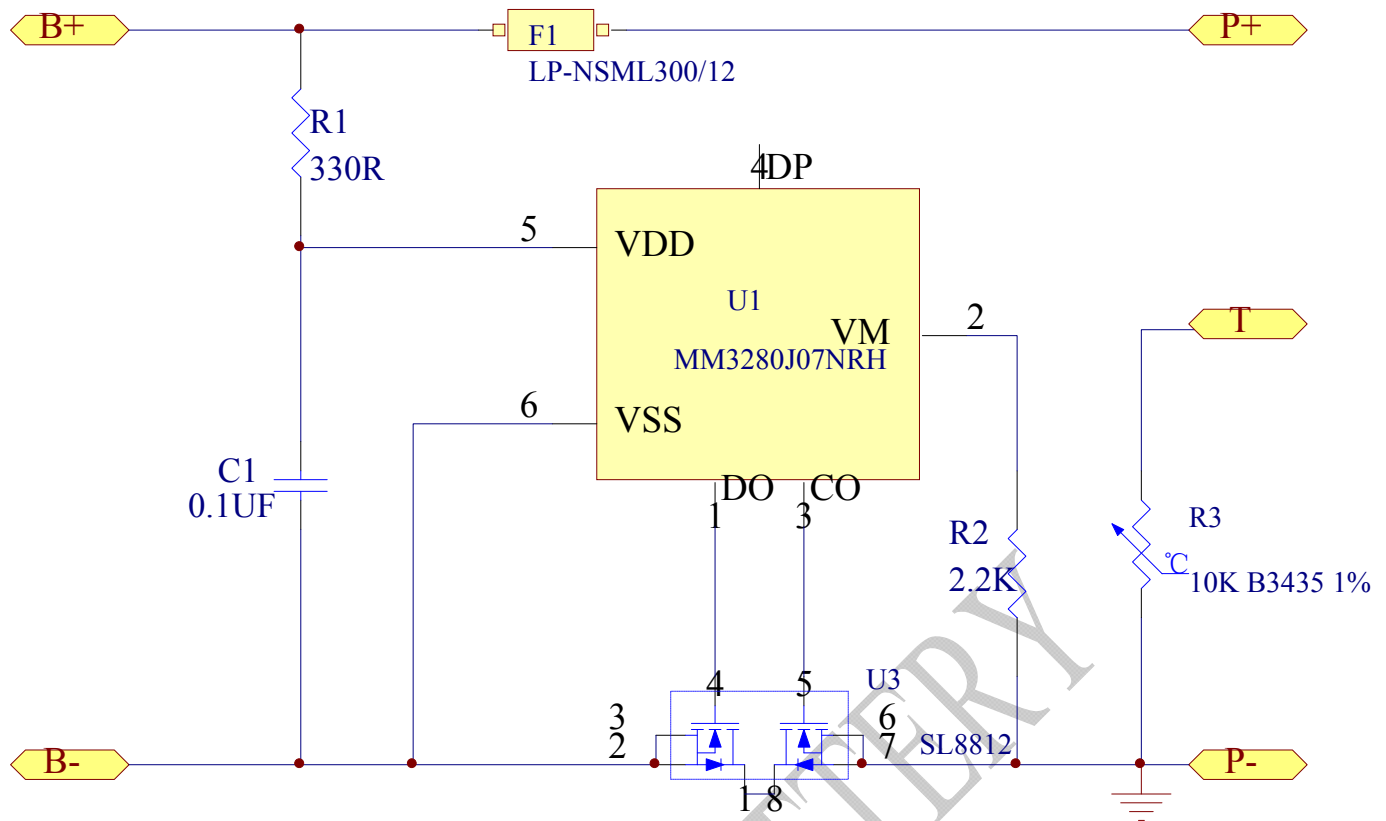 B+
F1
P+
LP-NSML300/12
R1
330R
4 DP
5
VDD
U1
2
VM
T
MM3280J07NRH
6
VSS
C1
0.1UF
DO
CO
1
3
R2
2.2K
R3
℃
10K B3435 1%
4
5
U3
3
6
2
7
SL8812
B-
P-
1 8